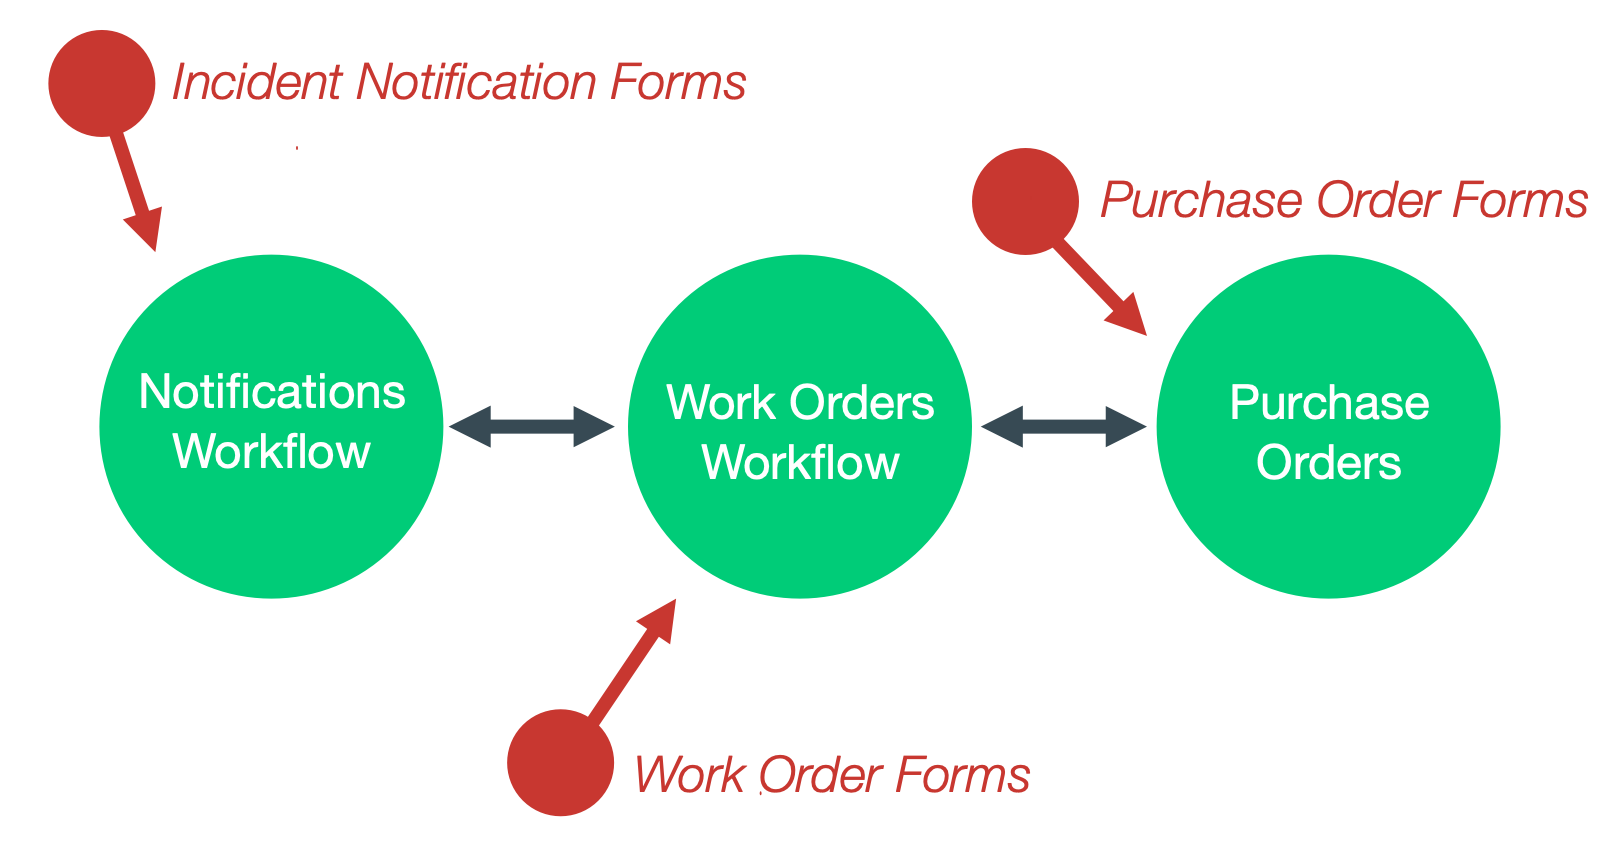 Incident Notification Forms
Purchase Order Forms
Notifications
Workflow
Work Orders
Workflow
Purchase
Orders
Work Order Forms